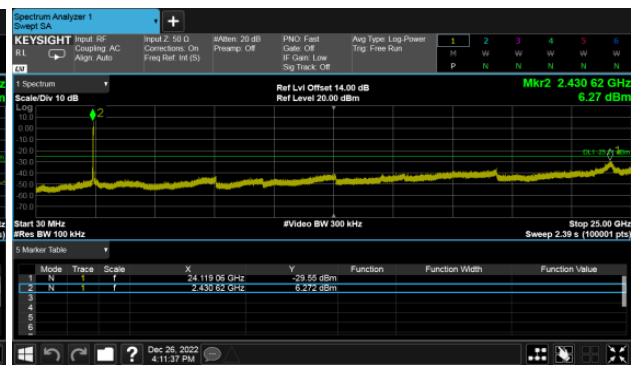 Spectrum Analyzer 1
Swept SA
+
KEYSIGHT Input: RF Input Z: 50 Ω #Atten: 20 dB PNO: Fast Avg Type: Log-Power 1 2 3 4 5 6
RL Coupling: AC Corrections: On Preamp: Off Gate: Off Trig: Free Run M W W W W W
Align: Auto Freq Ref: Int (S) IF Gain: Low
Sig Track: Off P N N N N N
LXI
1 Spectrum Ref Lvl Offset 14.00 dB Mkr2 2.430 62 GHz
Scale/Div 10 dB Ref Level 20.00 dBm 6.27 dBm
Log
10.0
0.00
-10.0
-20.0
-30.0
-40.0
-50.0
-60.0
-70.0
2
1
Start 30 MHz #Video BW 300 kHz Stop 25.00 GHz
#Res BW 100 kHz Sweep 2.39 s (100001 pts)
5 Marker Table
Mode Trace Scale X Y Function Function Width Function Value
1 N 1 f 24.119 06 GHz -29.55 dBm
2 N 1 f 2.430 62 GHz 6.272 dBm
3
4
5
6
? Dec 26, 2022
4:11:37 PM